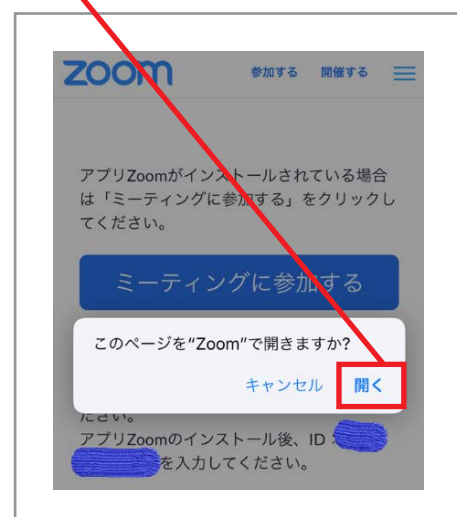 zoom
参加する 開催する
アプリZoomがインストールされている場合
は「ミーティングに参加する」をクリックし
てください。
ミーティングに参加する
このページを"Zoom"で開きますか?
キャンセル 開く
ださい。
アプリZoomのインストール後、ID：
を入力してください。